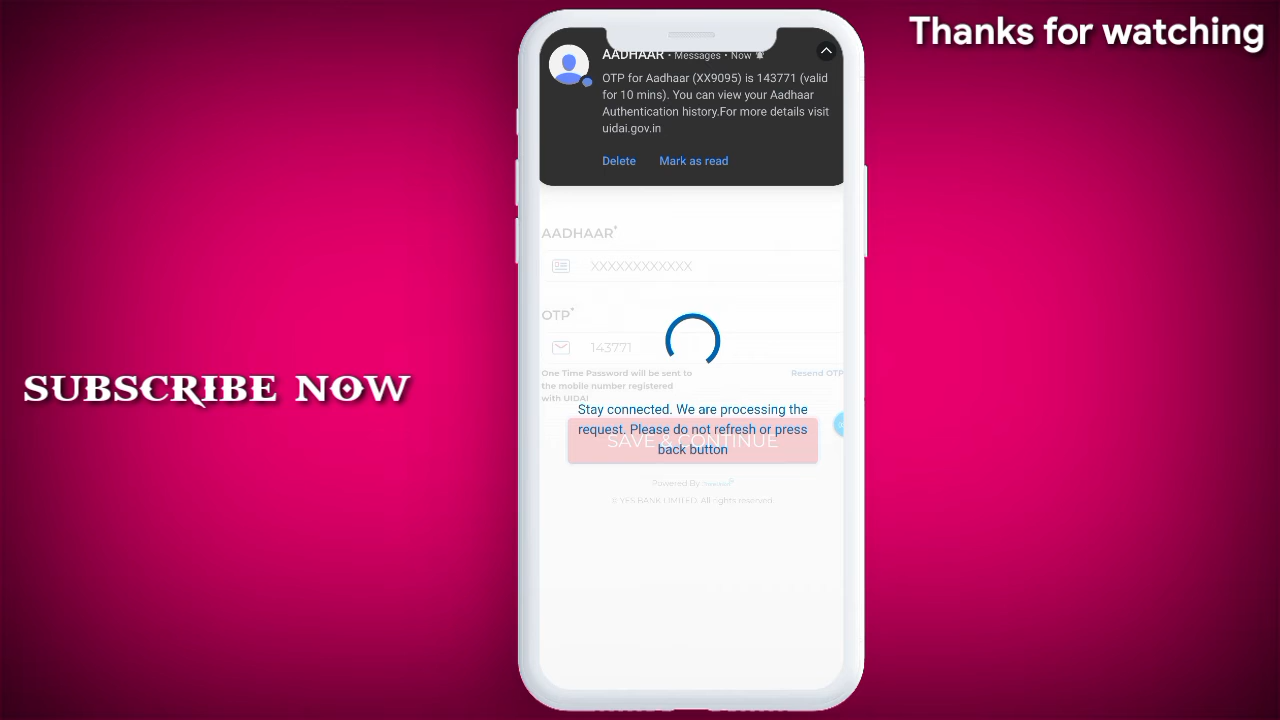 Thanks for watching
AADHAAR • Messages • Now
OTP for Aadhaar (XX9095) is 143771 (valid
for 10 mins). You can view your Aadhaar
Authentication history.For more details visit
uidai.gov.in
Delete Mark as read
AADHAAR*
XXXXXXXXXXXX
OTP*
143771
One Time Password will be sent to
the mobile number registered
with UIDAI
Resend OTP
SUBSCRIBE NOW
Stay connected. We are processing the
request. Please do not refresh or press
back button
SAVE & CONTINUE
Powered By
© YES BANK LIMITED. All rights reserved.